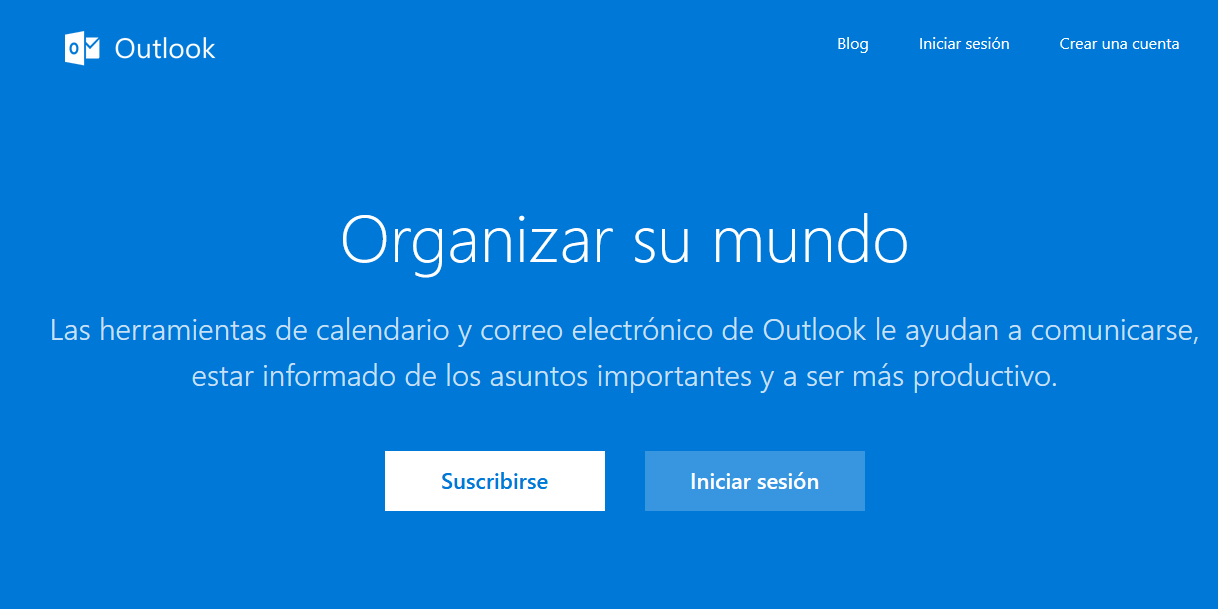 Outlook
Blog
Iniciar sesión
Crear una cuenta
Organizar su mundo
Las herramientas de calendario y correo electrónico de Outlook le ayudan a comunicarse,
estar informado de los asuntos importantes y a ser más productivo.
Suscribirse
Iniciar sesión